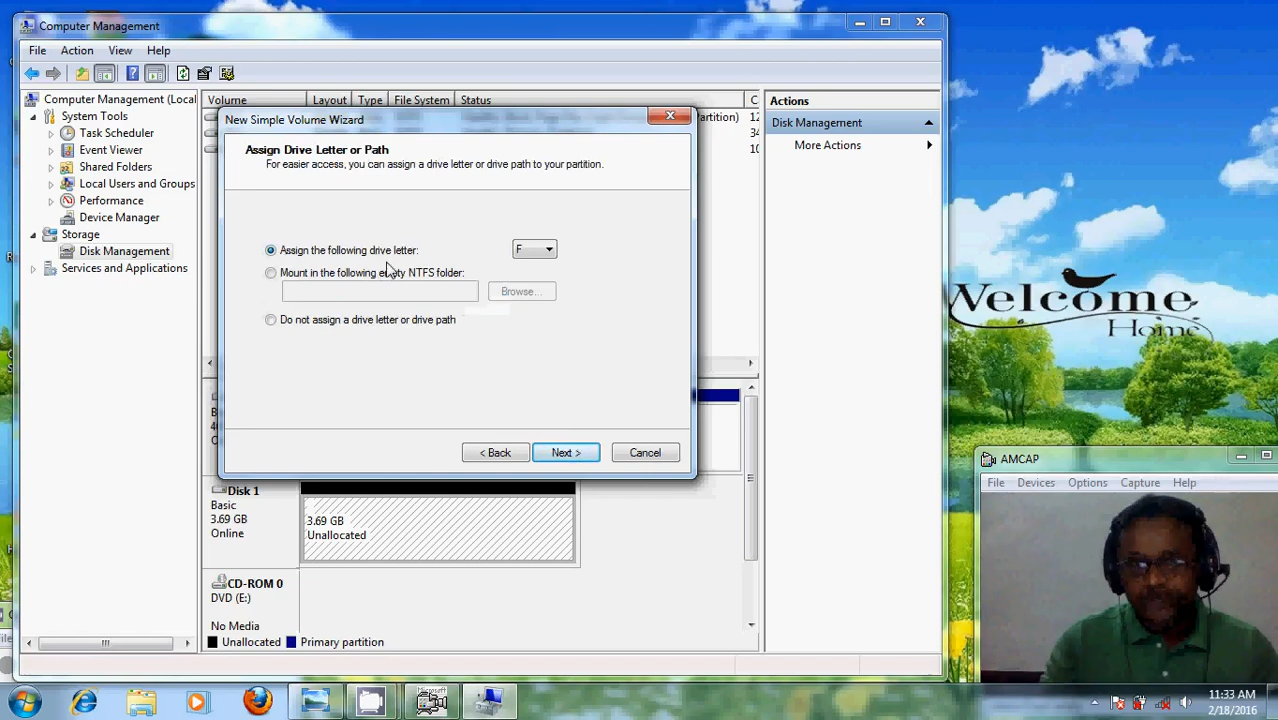 Computer Management
File Action View Help
Computer Management (Local
System Tools
Task Scheduler
Event Viewer
Shared Folders
Local Users and Groups
Performance
Device Manager
Storage
Disk Management
Services and Applications
Volume Layout Type File System Status C
artition) 12
34
10
Actions
Disk Management
More Actions
New Simple Volume Wizard
Assign Drive Letter or Path
For easier access, you can assign a drive letter or drive path to your partition.
Assign the following drive letter: F
Mount in the following empty NTFS folder:
Browse...
Do not assign a drive letter or drive path
< Back Next > Cancel
Disk 1
Basic
3.69 GB
Online
3.69 GB
Unallocated
CD-ROM 0
DVD (E:)
No Media
Unallocated Primary partition
Welcome
Home
AMCAP
File Devices Options Capture Help
11:33 AM
2/18/2016